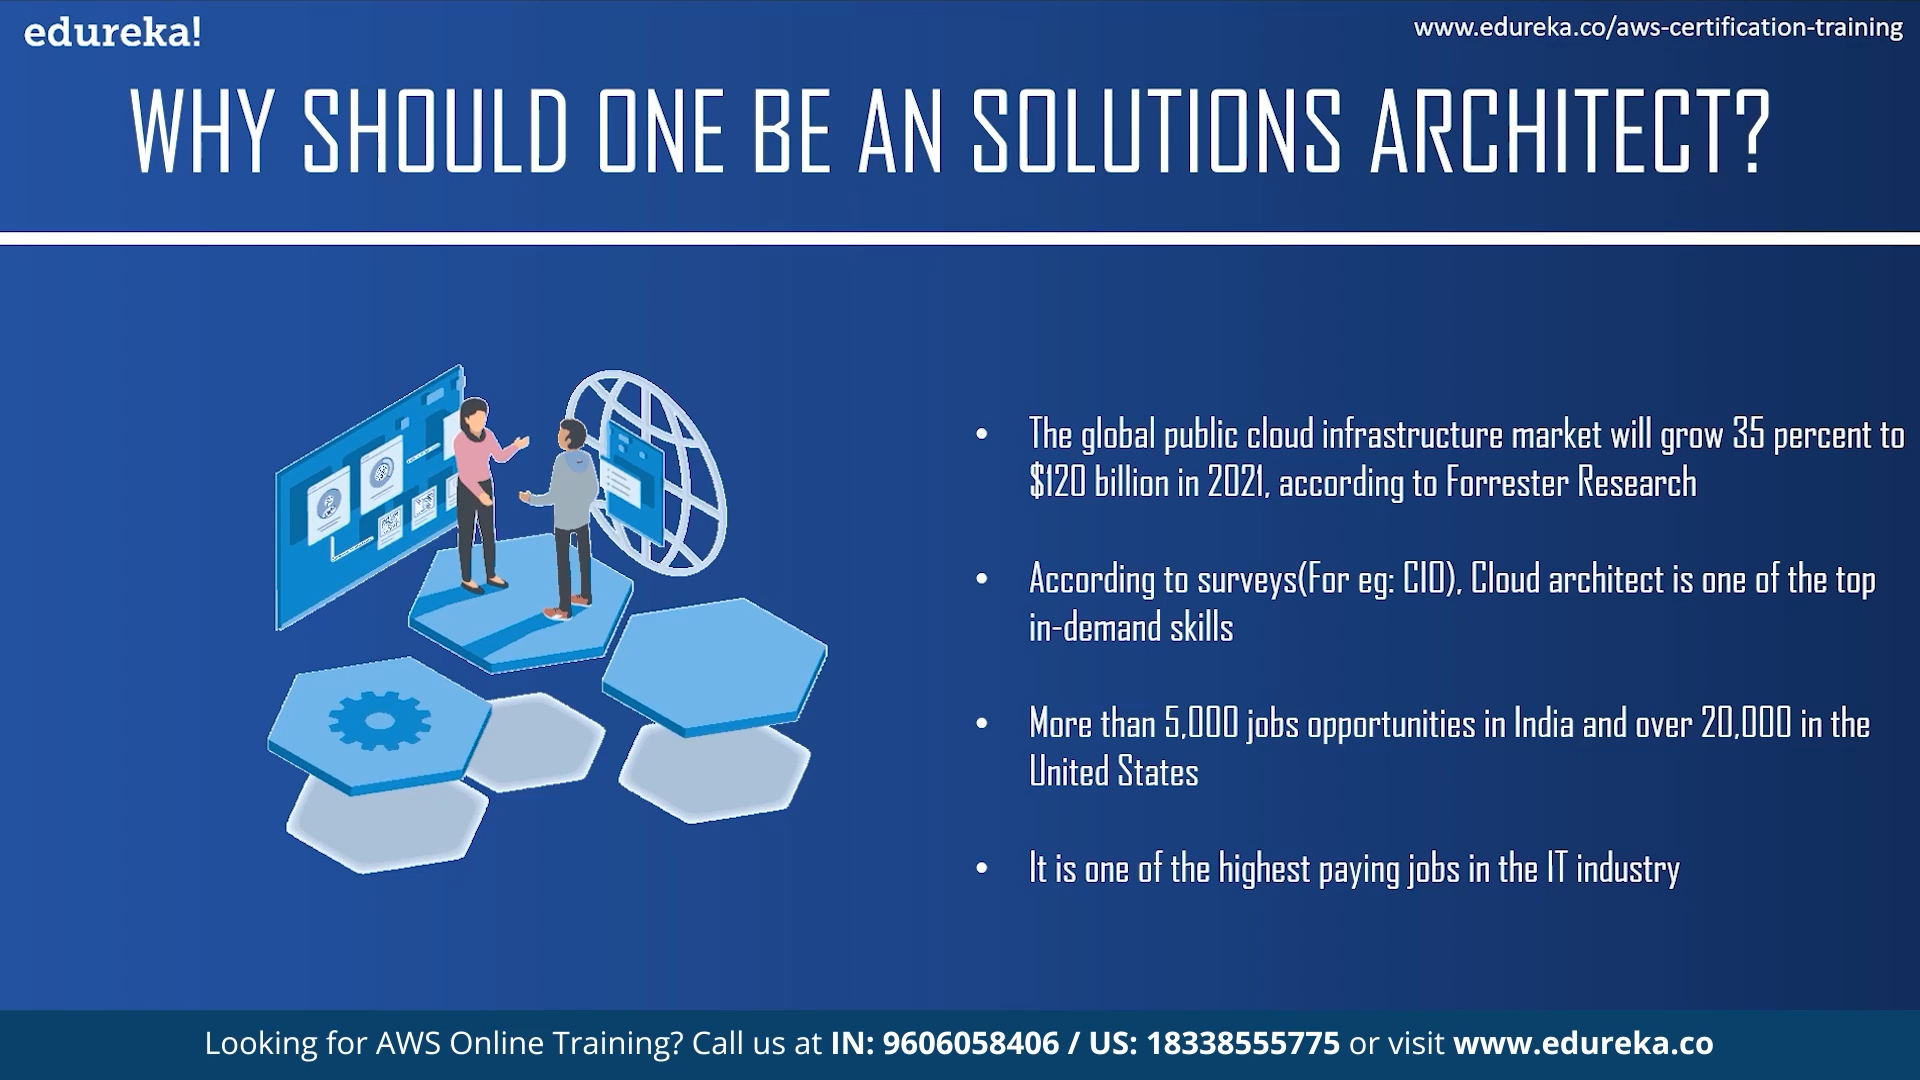 edureka!
www.edureka.co/aws-certification-training
WHY SHOULD ONE BE AN SOLUTIONS ARCHITECT?
• The global public cloud infrastructure market will grow 35 percent to
$120 billion in 2021, according to Forrester Research
• According to surveys(For eg: CIO), Cloud architect is one of the top
in-demand skills
• More than 5,000 jobs opportunities in India and over 20,000 in the
United States
• It is one of the highest paying jobs in the IT industry
Looking for AWS Online Training? Call us at IN: 9606058406 / US: 18338555775 or visit www.edureka.co